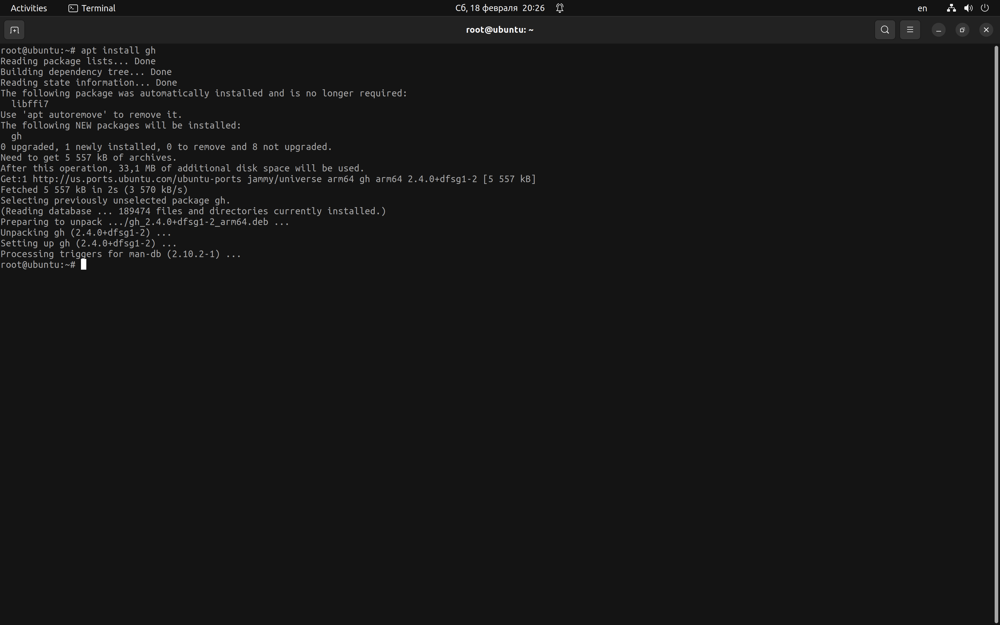 Activities Terminal Сб, 18 февраля 20:26 en
root@ubuntu: ~
root@ubuntu:~# apt install gh
Reading package lists... Done
Building dependency tree... Done
Reading state information... Done
The following package was automatically installed and is no longer required:
  libffi7
Use 'apt autoremove' to remove it.
The following NEW packages will be installed:
  gh
0 upgraded, 1 newly installed, 0 to remove and 8 not upgraded.
Need to get 5 557 kB of archives.
After this operation, 33,1 MB of additional disk space will be used.
Get:1 http://us.ports.ubuntu.com/ubuntu-ports jammy/universe arm64 gh arm64 2.4.0+dfsg1-2 [5 557 kB]
Fetched 5 557 kB in 2s (3 570 kB/s)
Selecting previously unselected package gh.
(Reading database ... 189474 files and directories currently installed.)
Preparing to unpack .../gh_2.4.0+dfsg1-2_arm64.deb ...
Unpacking gh (2.4.0+dfsg1-2) ...
Setting up gh (2.4.0+dfsg1-2) ...
Processing triggers for man-db (2.10.2-1) ...
root@ubuntu:~#